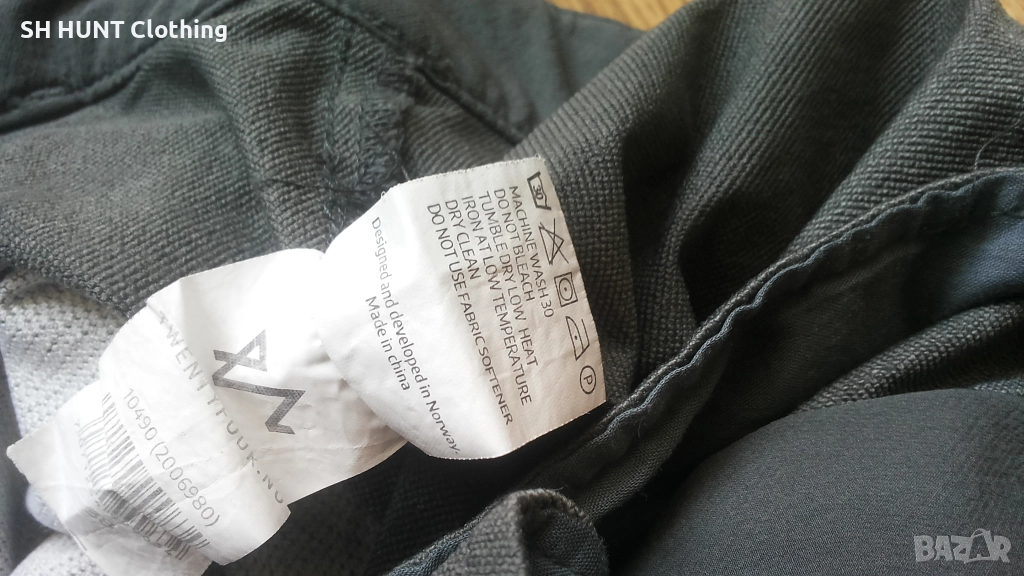 SH HUNT Clothing
30
MACHINE WASH 30
DO NOT BLEACH
TUMBLE DRY LOW HEAT
IRON AT LOW TEMPERATURE
DRY CLEAN
DO NOT USE FABRIC SOFTENER
P
Designed and developed in Norway.
Made in china
10490 (2006980)
BAZAR